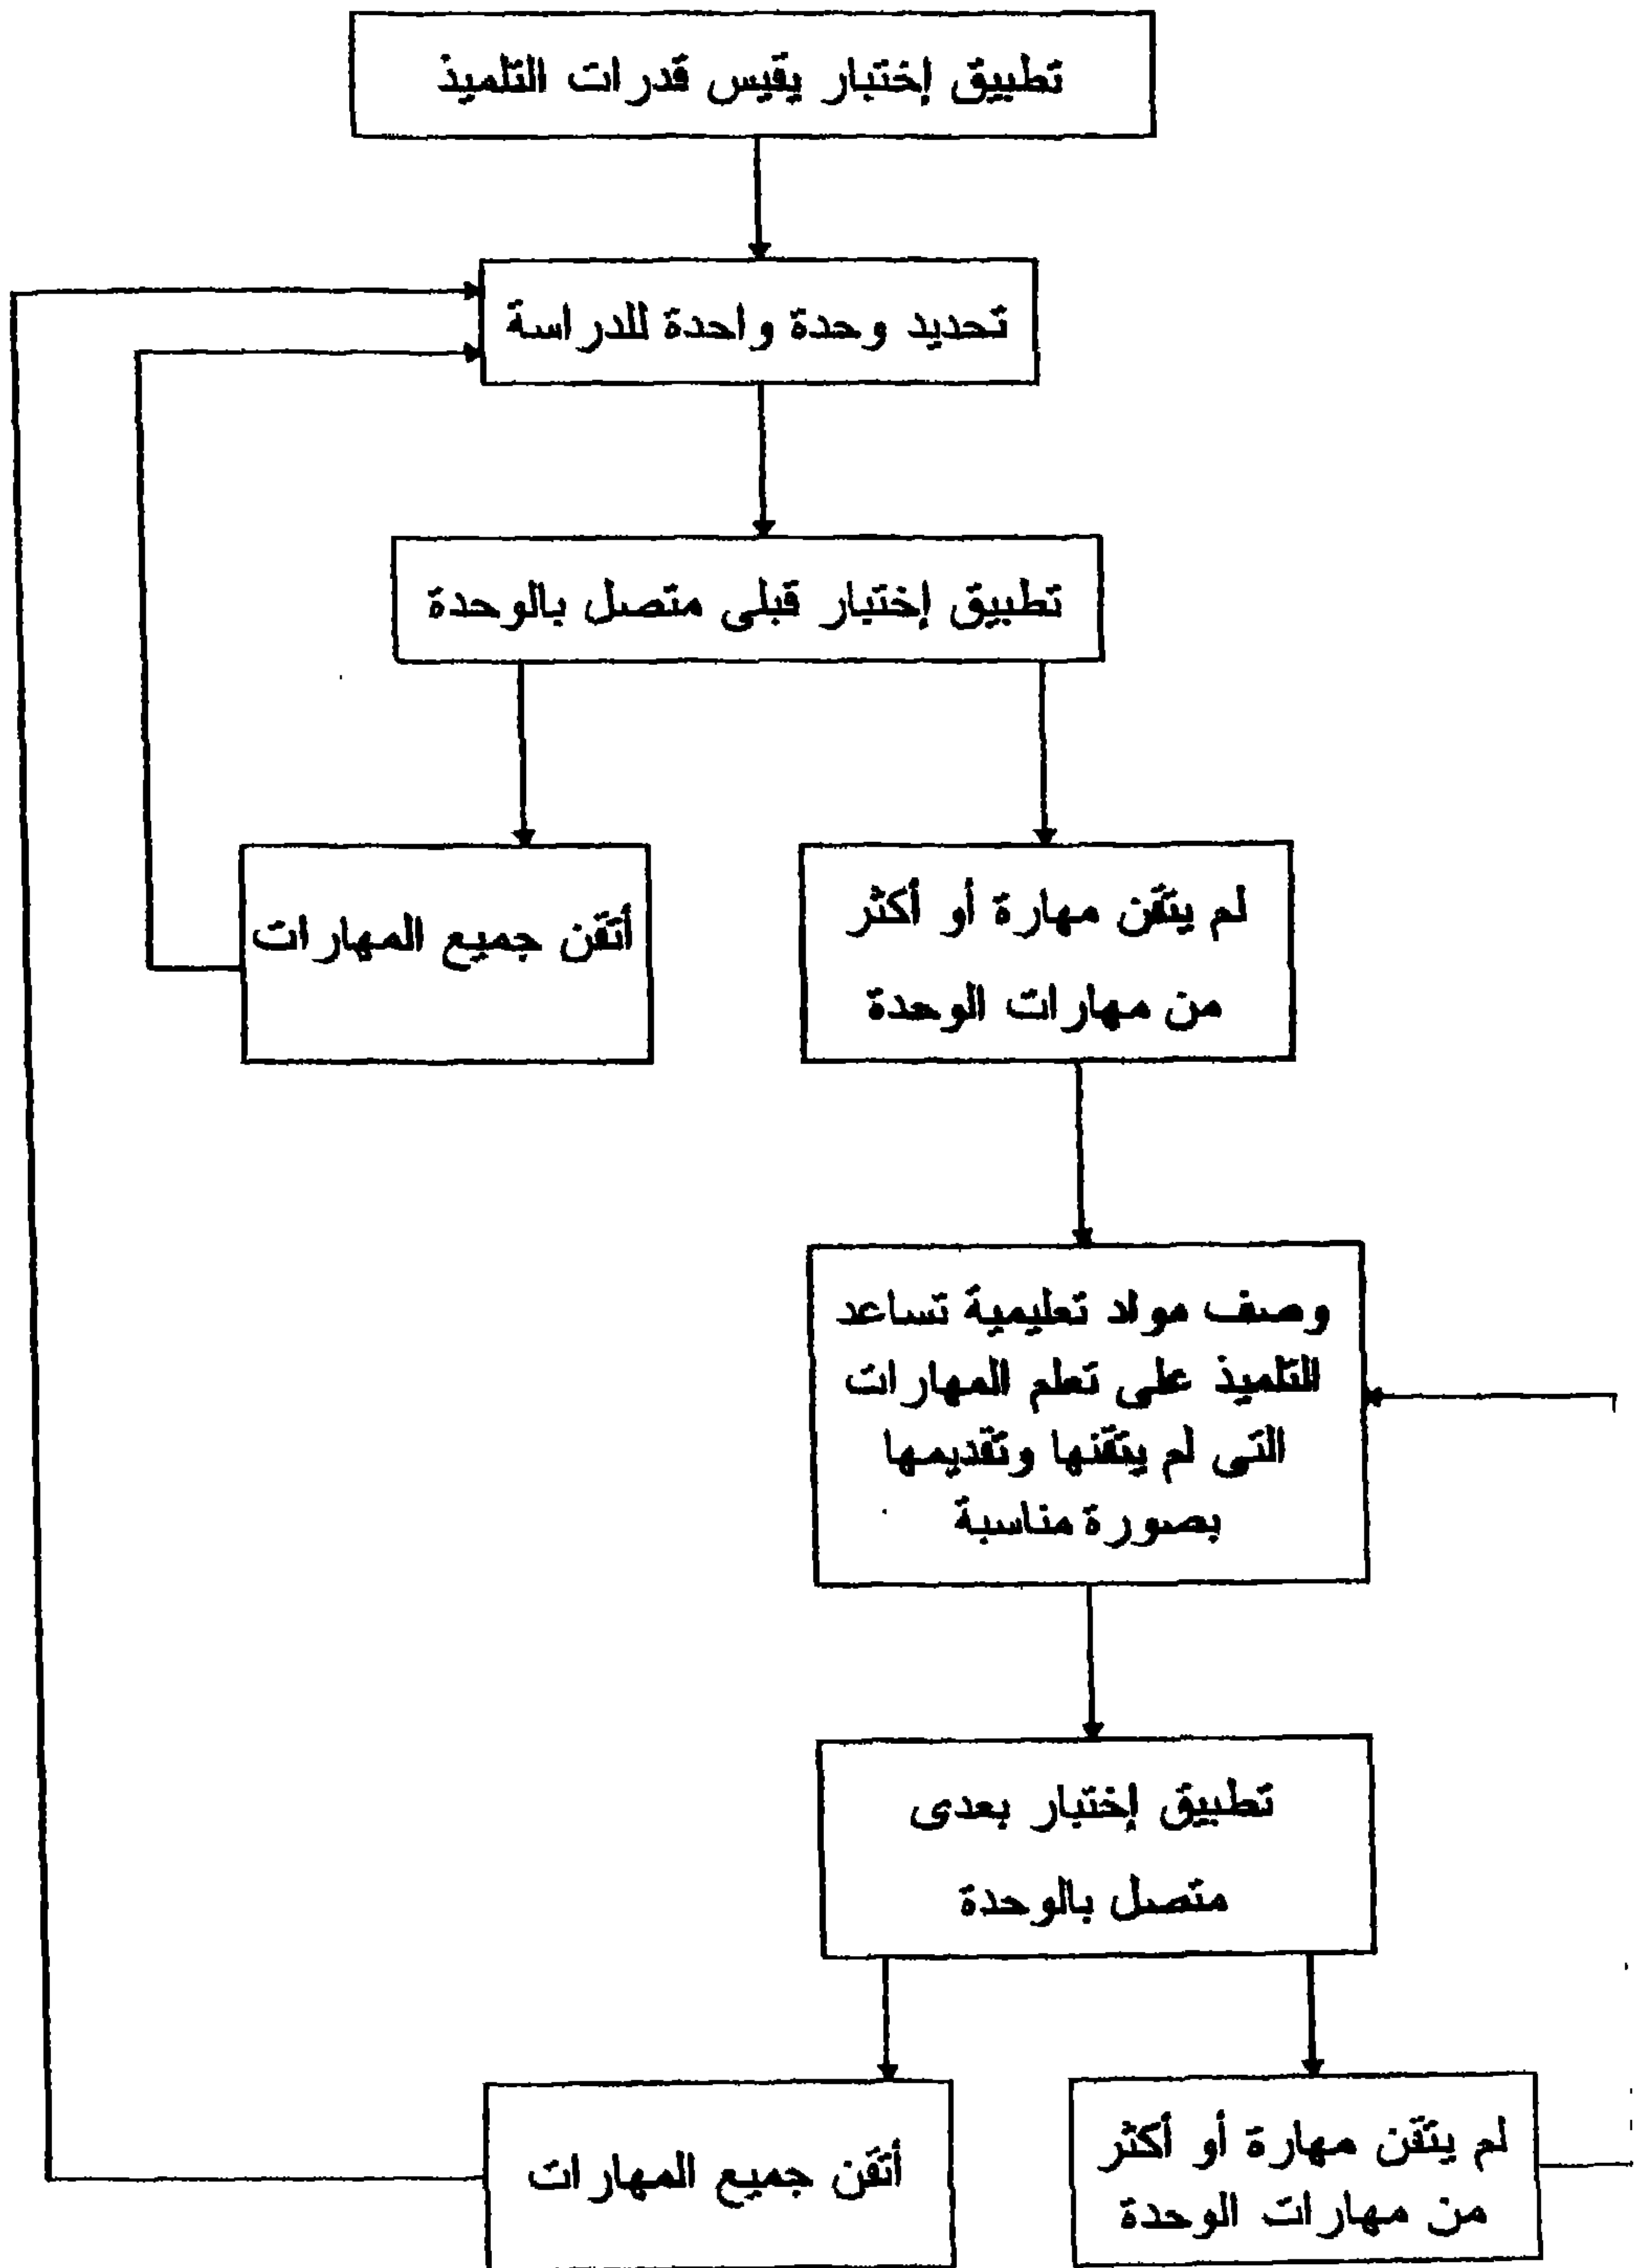 تطبيق إختبار يقيس قدرات التلميذ
تحديد وحدة واحدة للدراسة
تطبيق إختبار قبلى متصل بالوحدة
لم يتقن مهارة أو أكثر
من مهارات الوحدة
أتقن جميع المهارات
وصف مواد تعليمية تساعد
التلميذ على تعلم المهارات
التى لم يتقنها وتقديمها
بصورة مناسبة
تطبيق إختبار بعدى
متصل بالوحدة
لم يتقن مهارة أو أكثر
من مهارات الوحدة
أتقن جميع المهارات